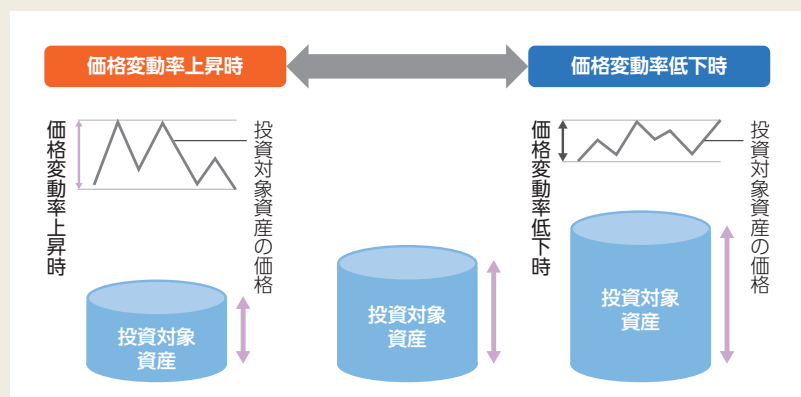 価格変動率上昇時
価格変動率低下時
価格変動率上昇時
投資対象資産の価格
価格変動率低下時
投資対象資産の価格
投資対象
資産
投資対象
資産
投資対象
資産